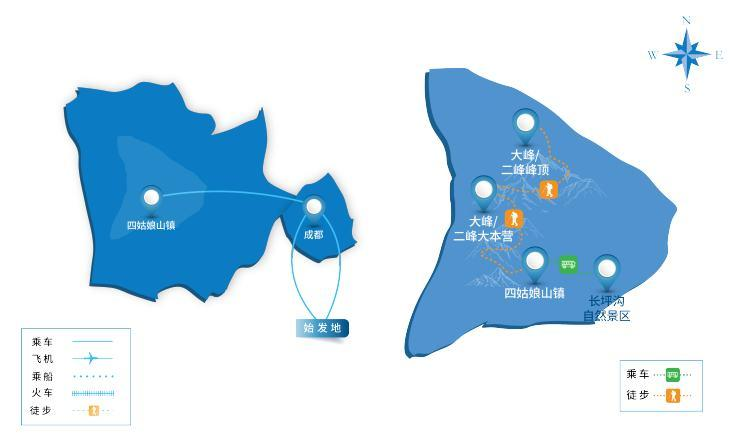 四姑娘山镇
成都
始发地
乘车
飞机
乘船
火车
徒步
N
W
E
S
大峰/
二峰峰顶
大峰/
二峰大本营
四姑娘山镇
长坪沟
自然景区
乘车
徒步